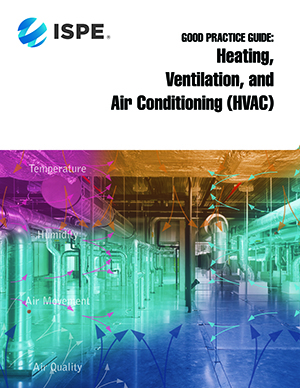 ISPE®
GOOD PRACTICE GUIDE:
Heating,
Ventilation, and
Air Conditioning (HVAC)
Temperature
Humidity
Air Movement
Air Quality